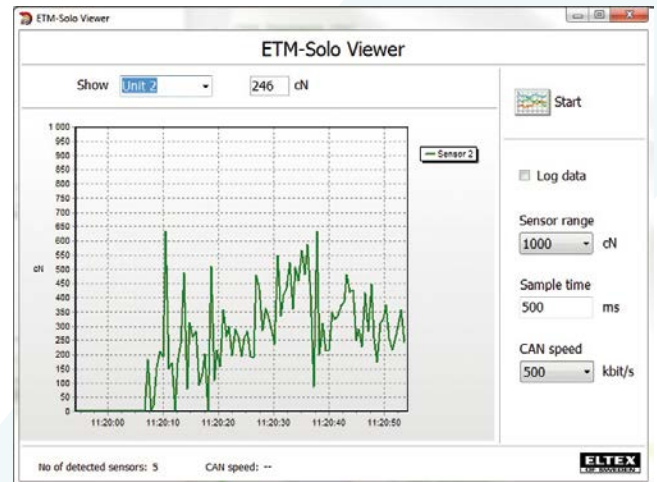 ETM-Solo Viewer
ETM-Solo Viewer
Show Unit 2 246 cN
Start
1 000
950
900
850
800
750
700
650
600
550
500
450
400
350
300
250
200
150
100
50
0
cN
11:20:00 11:20:10 11:20:20 11:20:30 11:20:40 11:20:50
Sensor 2
Log data
Sensor range
1000 cN
Sample time
500 ms
CAN speed
500 kbit/s
No of detected sensors: 5 CAN speed: --
ELTEX
OF SWEDEN